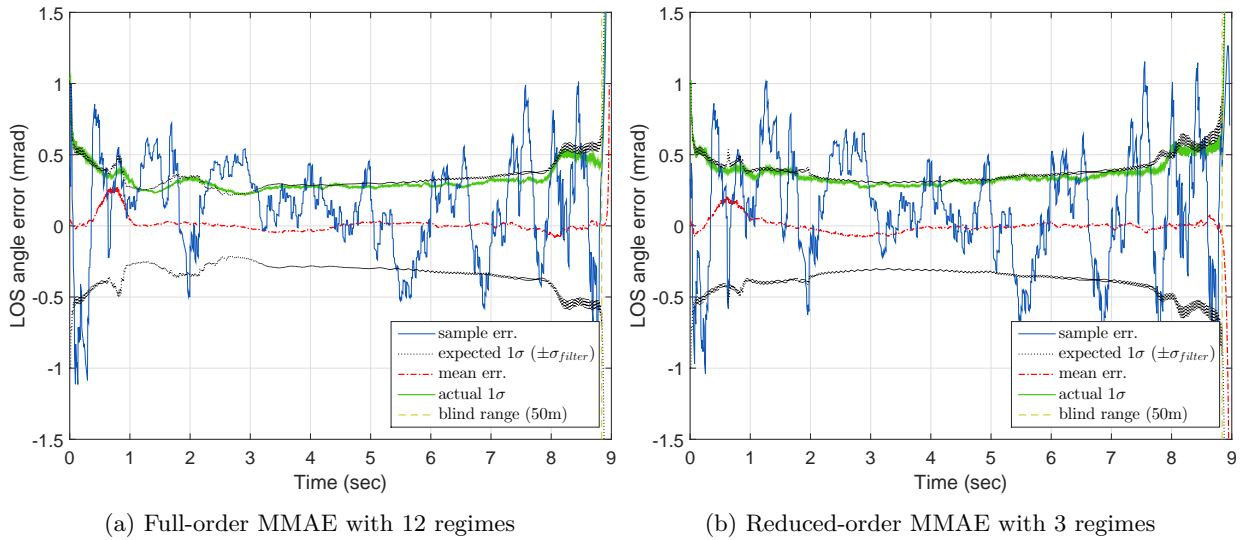 1.5
1
0.5
0
-0.5
-1
-1.5
LOS angle error (mrad)
0 1 2 3 4 5 6 7 8 9
Time (sec)
sample err.
expected 1σ (±σfilter)
mean err.
actual 1σ
blind range (50m)
(a) Full-order MMAE with 12 regimes
1.5
1
0.5
0
-0.5
-1
-1.5
LOS angle error (mrad)
0 1 2 3 4 5 6 7 8 9
Time (sec)
sample err.
expected 1σ (±σfilter)
mean err.
actual 1σ
blind range (50m)
(b) Reduced-order MMAE with 3 regimes